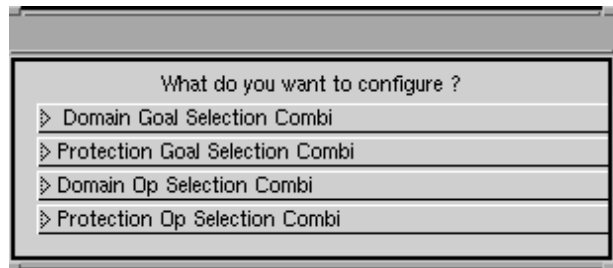 What do you want to configure ?
Domain Goal Selection Combi
Protection Goal Selection Combi
Domain Op Selection Combi
Protection Op Selection Combi